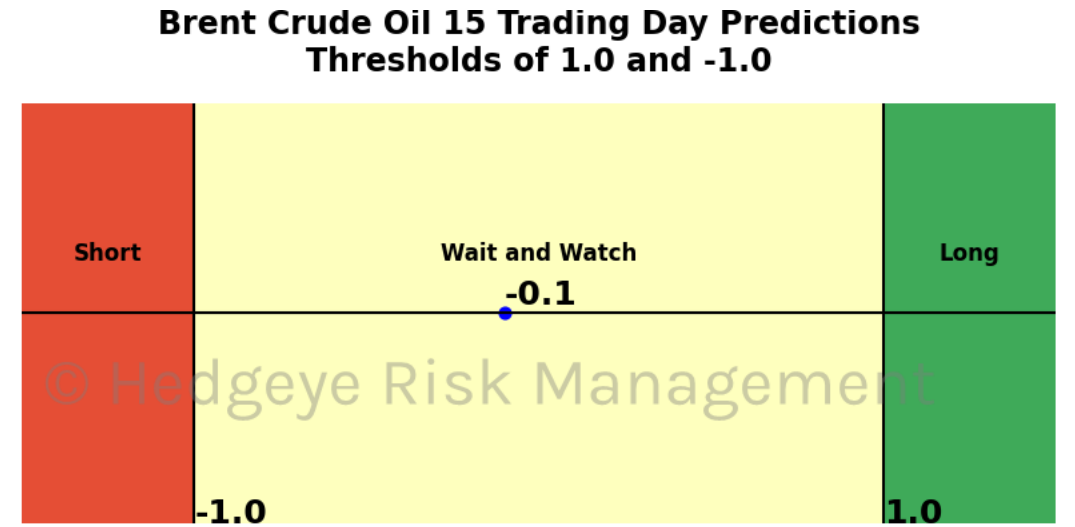 Brent Crude Oil 15 Trading Day Predictions
Thresholds of 1.0 and -1.0
Short
Wait and Watch
Long
-0.1
© Hedgeye Risk Management
-1.0
1.0